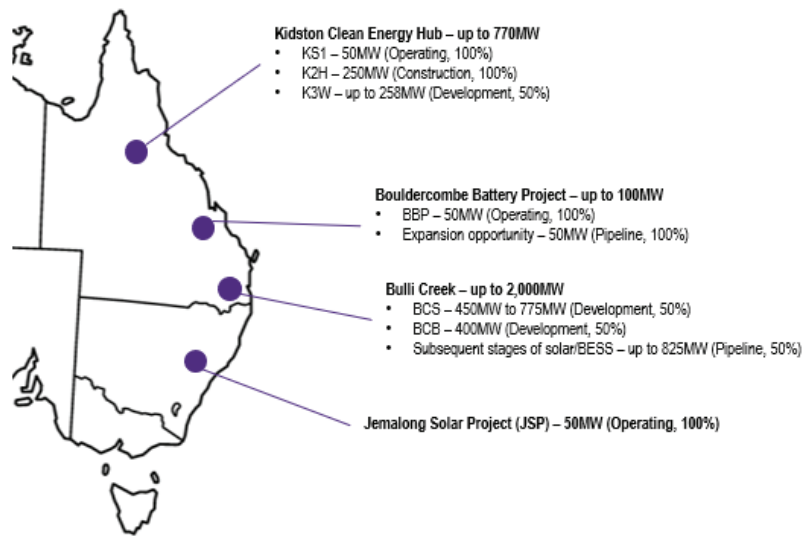 Kidston Clean Energy Hub – up to 770MW
• KS1 – 50MW (Operating, 100%)
• K2H – 250MW (Construction, 100%)
• K3W – up to 258MW (Development, 50%)
Bouldercombe Battery Project – up to 100MW
• BBP – 50MW (Operating, 100%)
• Expansion opportunity – 50MW (Pipeline, 100%)
Bulli Creek – up to 2,000MW
• BCS – 450MW to 775MW (Development, 50%)
• BCB – 400MW (Development, 50%)
• Subsequent stages of solar/BESS – up to 825MW (Pipeline, 50%)
Jemalong Solar Project (JSP) – 50MW (Operating, 100%)